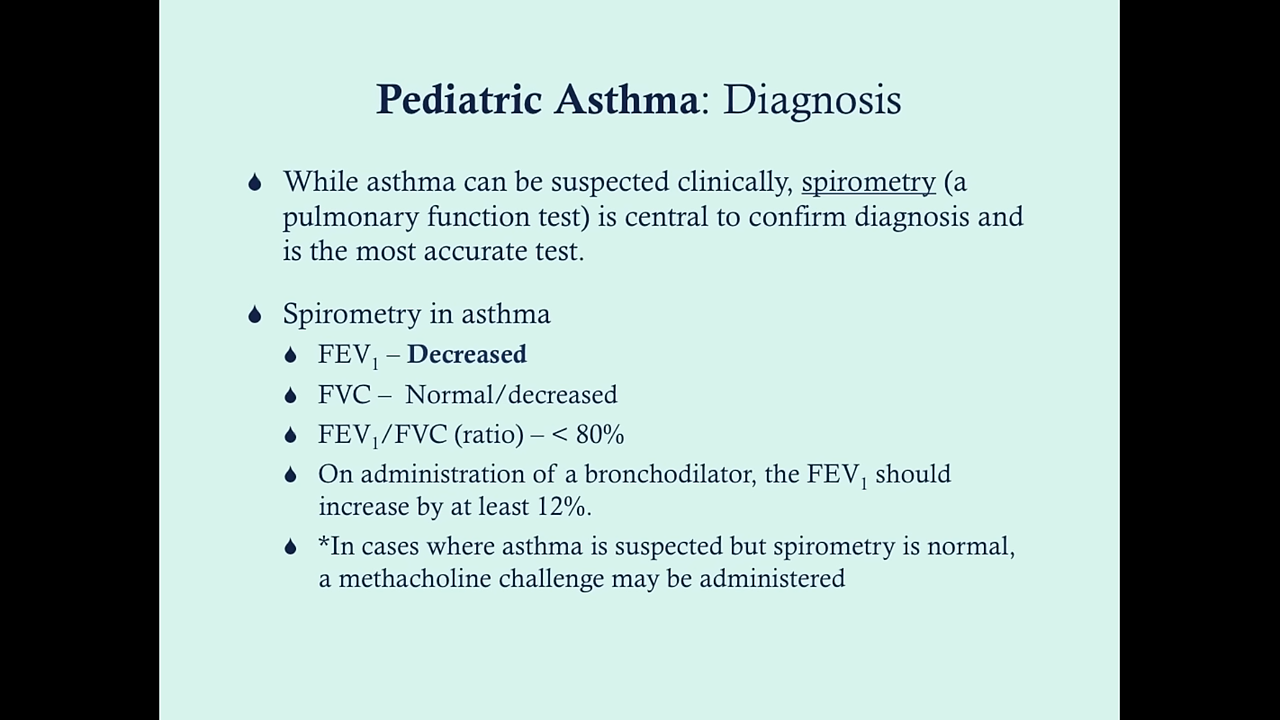 Pediatric Asthma: Diagnosis
While asthma can be suspected clinically, spirometry (a
pulmonary function test) is central to confirm diagnosis and
is the most accurate test.
Spirometry in asthma
FEV₁ – Decreased
FVC – Normal/decreased
FEV₁/FVC (ratio) – < 80%
On administration of a bronchodilator, the FEV₁ should
increase by at least 12%.
*In cases where asthma is suspected but spirometry is normal,
a methacholine challenge may be administered